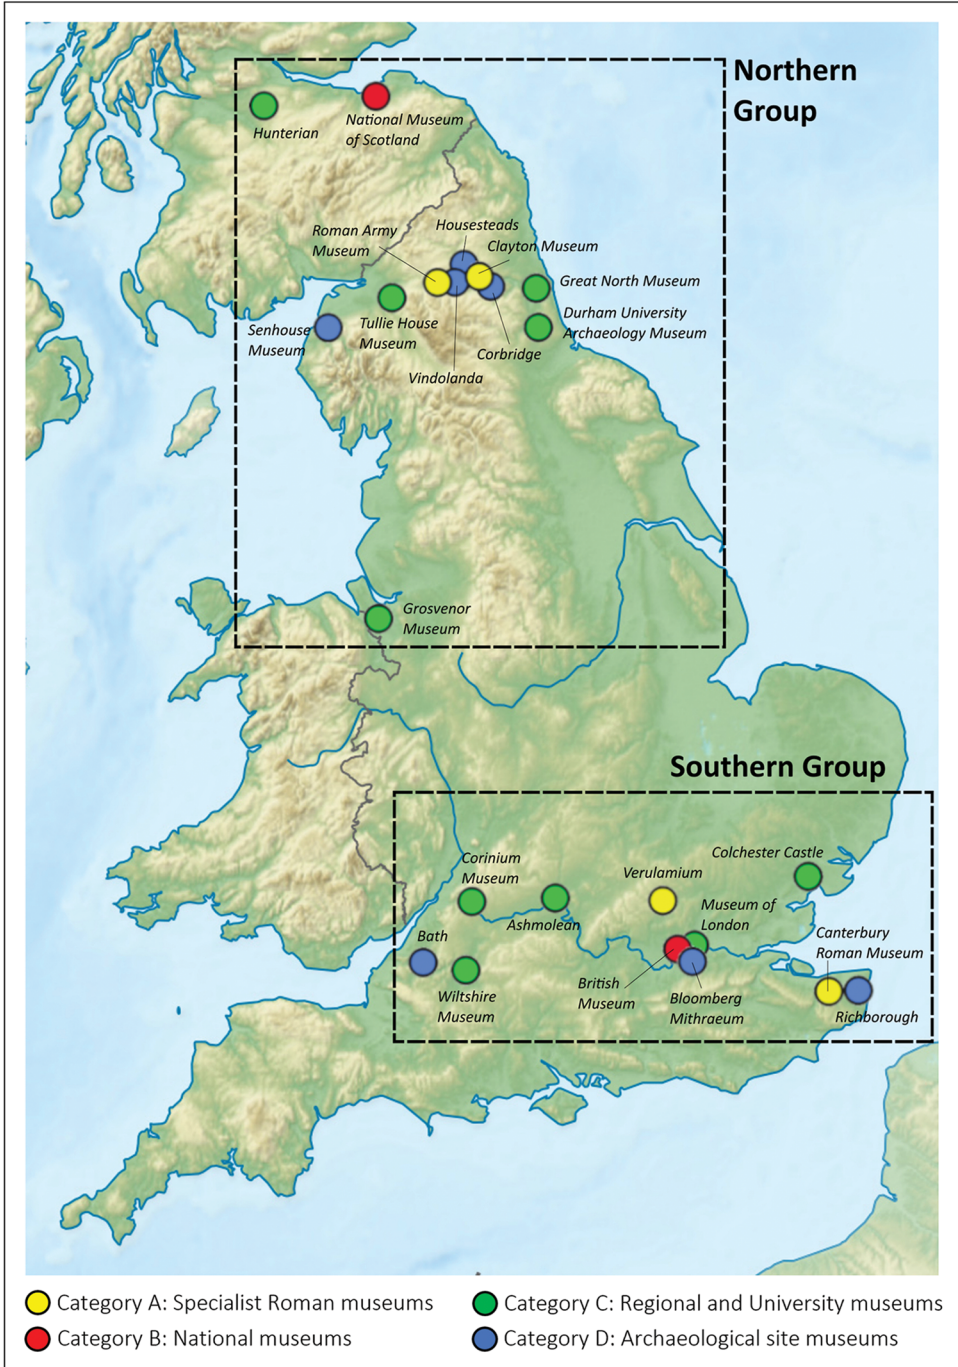 Northern
Group
Hunterian
National Museum
of Scotland
Roman Army
Museum
Housesteads
Clayton Museum
Great North Museum
Durham University
Archaeology Museum
Senhouse
Museum
Tullie House
Museum
Corbridge
Vindolanda
Grosvenor
Museum
Southern Group
Corinium
Museum
Ashmolean
Verulamium
Colchester Castle
Museum of
London
Canterbury
Roman Museum
Bath
Wiltshire
Museum
British
Museum
Bloomberg
Mithraeum
Richborough
Category A: Specialist Roman museums
Category B: National museums
Category C: Regional and University museums
Category D: Archaeological site museums